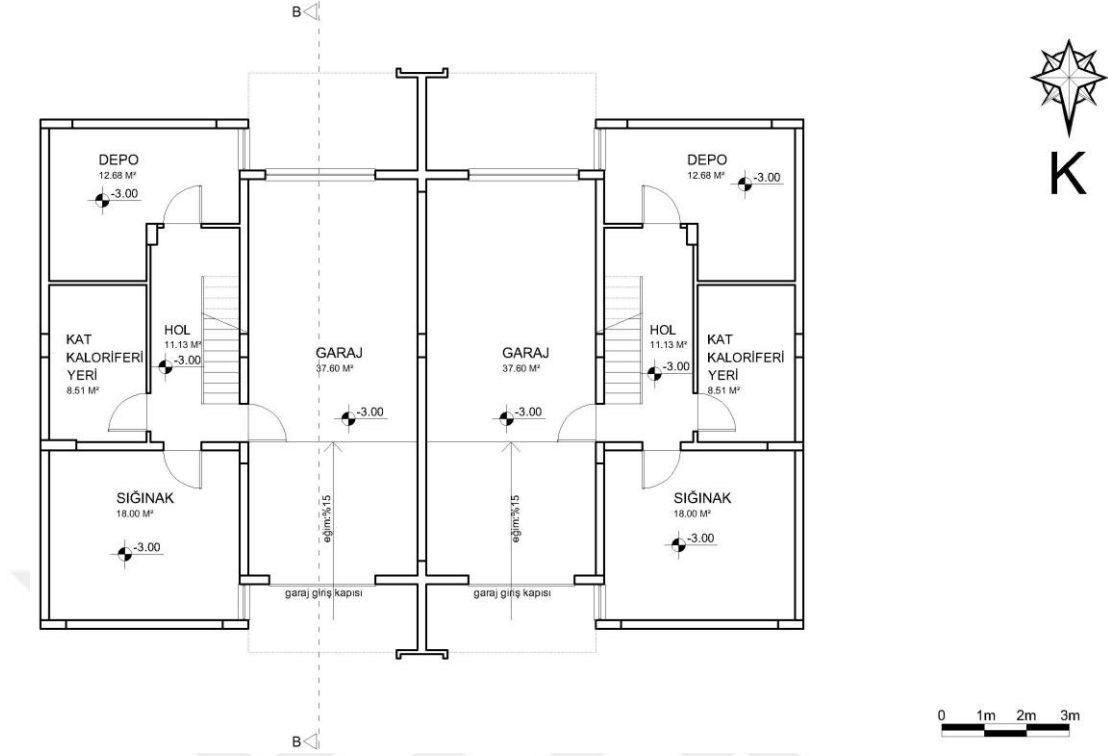 B
K
DEPO
12.68 M²
-3.00
DEPO
12.68 M²
-3.00
HOL
11.13 M²
-3.00
KAT
KALORİFERİ
YERİ
8.51 M²
GARAJ
37.60 M²
-3.00
GARAJ
37.60 M²
-3.00
HOL
11.13 M²
-3.00
KAT
KALORİFERİ
YERİ
8.51 M²
SIĞINAK
18.00 M²
-3.00
eğim:%15
eğim:%15
SIĞINAK
18.00 M²
-3.00
garaj giriş kapısı
garaj giriş kapısı
0 1m 2m 3m
B